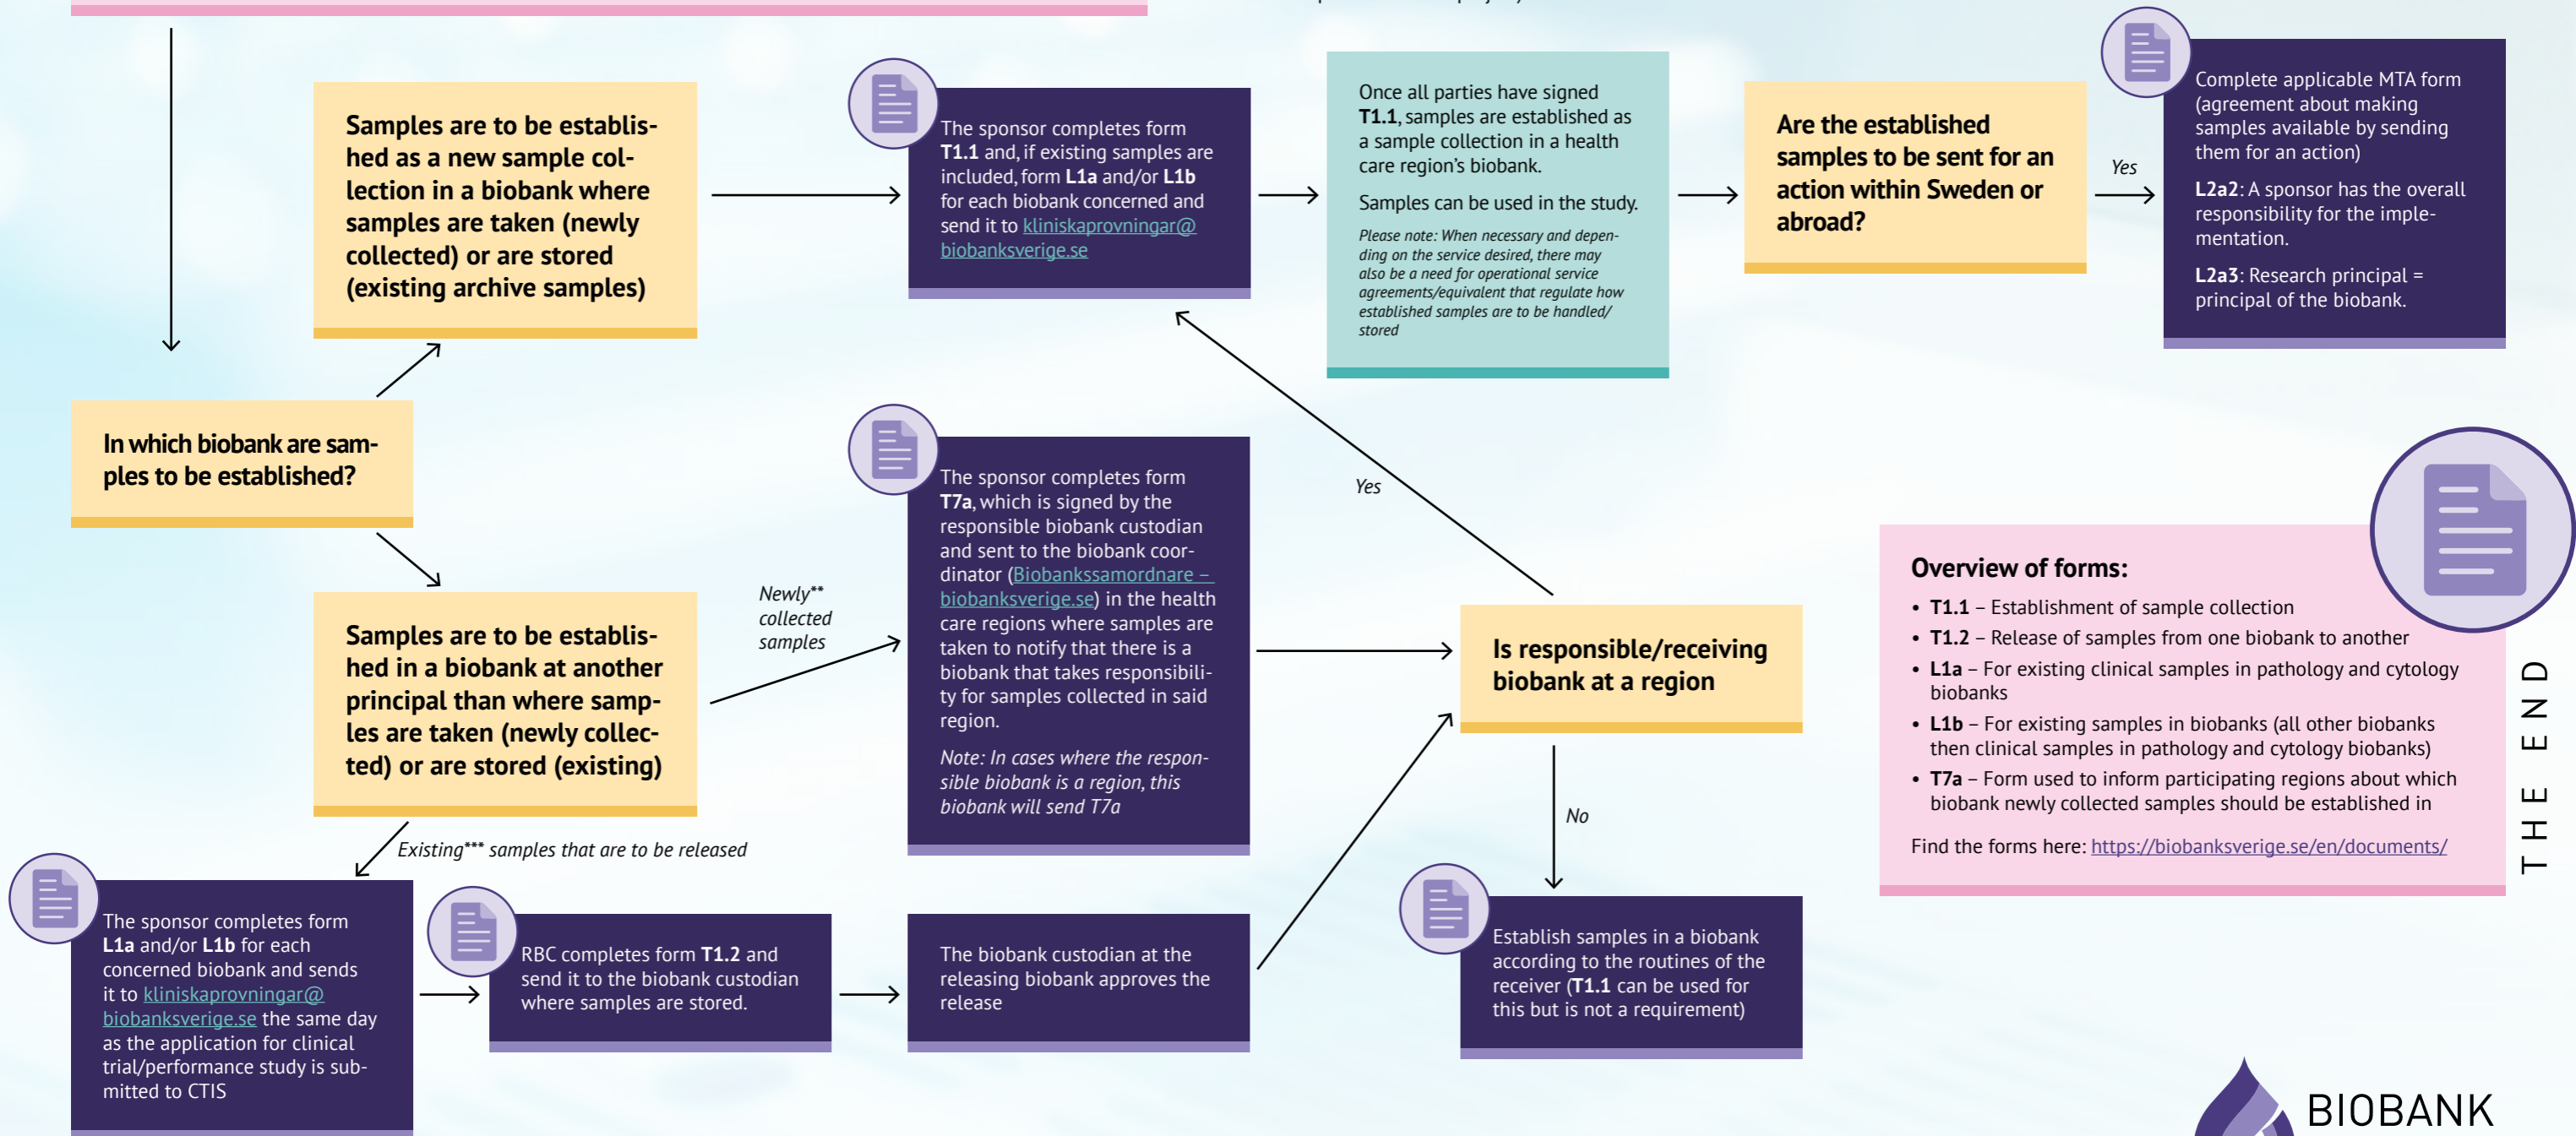 Samples are to be establis-
hed as a new sample col-
lection in a biobank where
samples are taken (newly
collected) or are stored
(existing archive samples)
The sponsor completes form
T1.1 and, if existing samples are
included, form L1a and/or L1b
for each biobank concerned and
send it to kliniskaprovningar@
biobanksverige.se
Once all parties have signed
T1.1, samples are established as
a sample collection in a health
care region's biobank.
Samples can be used in the study.
Please note: When necessary and depen-
ding on the service desired, there may
also be a need for operational service
agreements/equivalent that regulate how
established samples are to be handled/
stored
Are the established
samples to be sent for an
action within Sweden or
abroad?
Yes
Complete applicable MTA form
(agreement about making
samples available by sending
them for an action)
L2a2: A sponsor has the overall
responsibility for the imple-
mentation.
L2a3: Research principal =
principal of the biobank.
In which biobank are sam-
ples to be established?
Samples are to be establis-
hed in a biobank at another
principal than where samp-
les are taken (newly collec-
ted) or are stored (existing)
Newly**
collected
samples
The sponsor completes form
T7a, which is signed by the
responsible biobank custodian
and sent to the biobank coor-
dinator (Biobankssamordnare –
biobanksverige.se) in the health
care regions where samples are
taken to notify that there is a
biobank that takes responsibili-
ty for samples collected in said
region.
Note: In cases where the respon-
sible biobank is a region, this
biobank will send T7a
Yes
Is responsible/receiving
biobank at a region
No
Establish samples in a biobank
according to the routines of the
receiver (T1.1 can be used for
this but is not a requirement)
Existing*** samples that are to be released
The sponsor completes form
L1a and/or L1b for each
concerned biobank and sends
it to kliniskaprovningar@
biobanksverige.se the same day
as the application for clinical
trial/performance study is sub-
mitted to CTIS
RBC completes form T1.2 and
send it to the biobank custodian
where samples are stored.
The biobank custodian at the
releasing biobank approves the
release
Overview of forms:
• T1.1 – Establishment of sample collection
• T1.2 – Release of samples from one biobank to another
• L1a – For existing clinical samples in pathology and cytology
biobanks
• L1b – For existing samples in biobanks (all other biobanks
then clinical samples in pathology and cytology biobanks)
• T7a – Form used to inform participating regions about which
biobank newly collected samples should be established in
Find the forms here: https://biobanksverige.se/en/documents/
THE END
BIOBANK